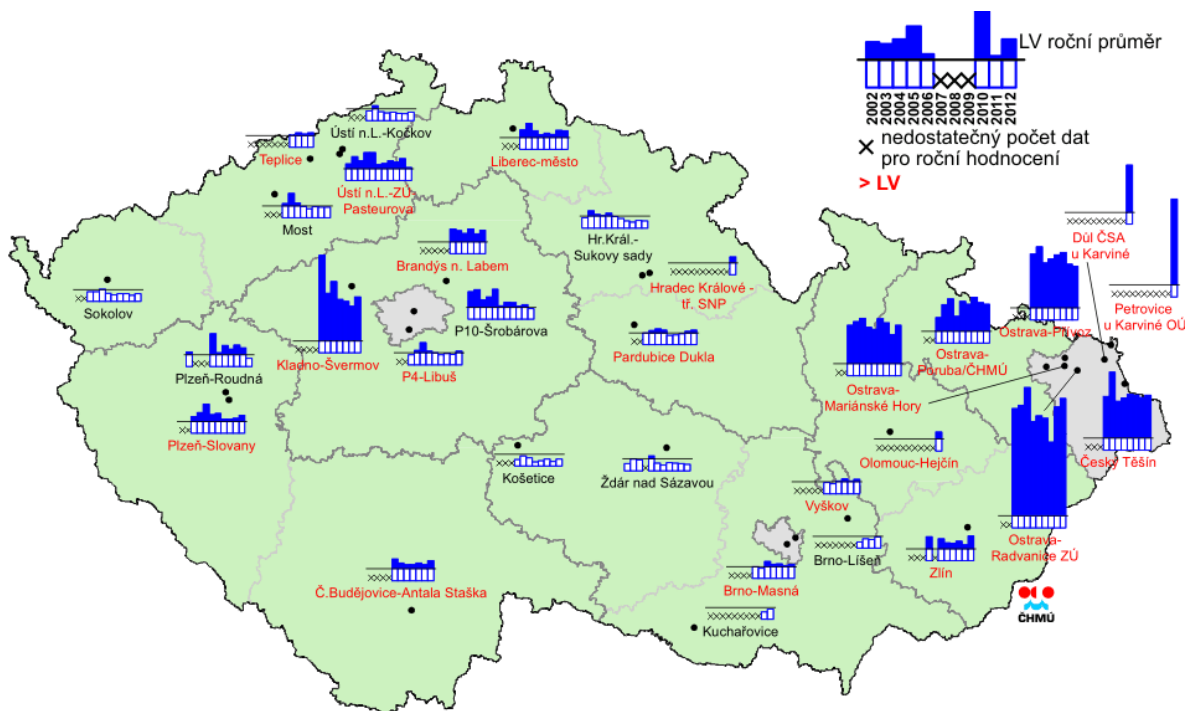 LV roční průměr
2002
2003
2004
2005
2006
2007
2008
2009
2010
2011
2012
nedostatečný počet dat
pro roční hodnocení
> LV
Ústí n.L.-Kočkov
Teplice
Liberec-město
Ústí n.L.-ZÚ-
Pasteurova
Most
Hr.Král.-
Sukovy sady
Důl ČSA
u Karviné
Brandýs n. Labem
Hradec Králové -
tř. SNP
Sokolov
Petrovice
u Karviné OÚ
P10-Šrobárova
Ostrava-Přívoz
Plzeň-Roudná
Kladno-Švermov
P4-Libuš
Pardubice Dukla
Ostrava-
Poruba/ČHMÚ
Ostrava-
Mariánské Hory
Plzeň-Slovany
Košetice
Ždár nad Sázavou
Olomouc-Hejčín
Český Těšín
Vyškov
Brno-Líšeň
Ostrava-
Radvanice ZÚ
Zlín
Č.Budějovice-Antala Staška
Brno-Masná
ČHMÚ
Kuchařovice